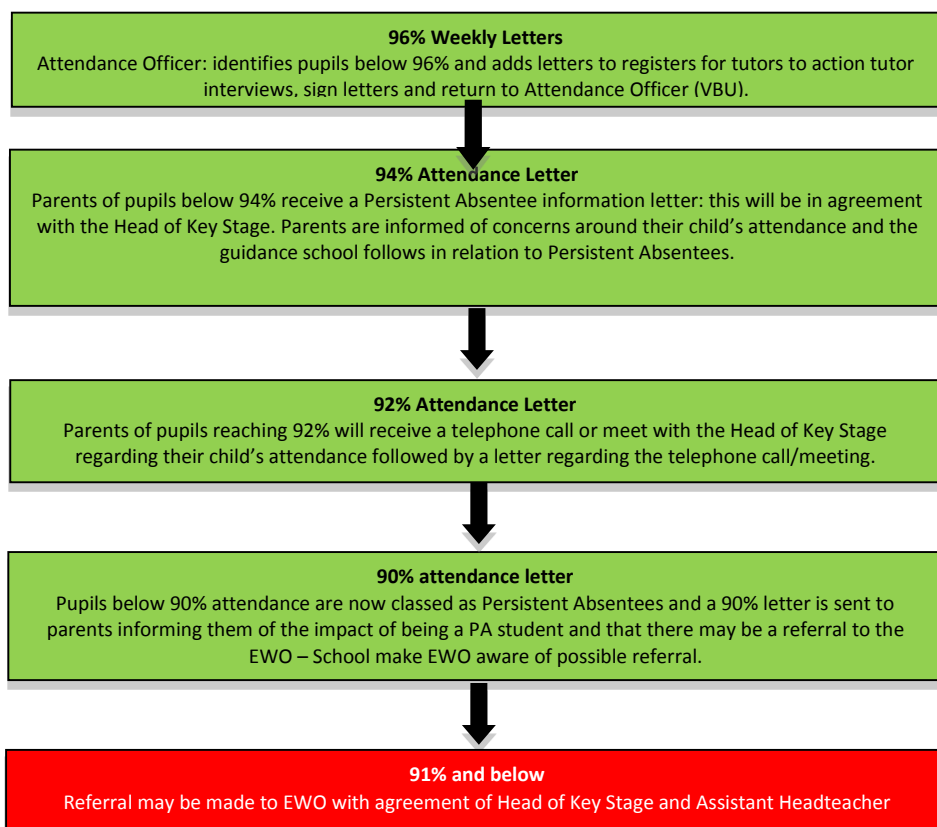 96% Weekly Letters
Attendance Officer: identifies pupils below 96% and adds letters to registers for tutors to action tutor
interviews, sign letters and return to Attendance Officer (VBU).
94% Attendance Letter
Parents of pupils below 94% receive a Persistent Absentee information letter: this will be in agreement
with the Head of Key Stage. Parents are informed of concerns around their child’s attendance and the
guidance school follows in relation to Persistent Absentees.
92% Attendance Letter
Parents of pupils reaching 92% will receive a telephone call or meet with the Head of Key Stage
regarding their child’s attendance followed by a letter regarding the telephone call/meeting.
90% attendance letter
Pupils below 90% attendance are now classed as Persistent Absentees and a 90% letter is sent to
parents informing them of the impact of being a PA student and that there may be a referral to the
EWO – School make EWO aware of possible referral.
91% and below
Referral may be made to EWO with agreement of Head of Key Stage and Assistant Headteacher